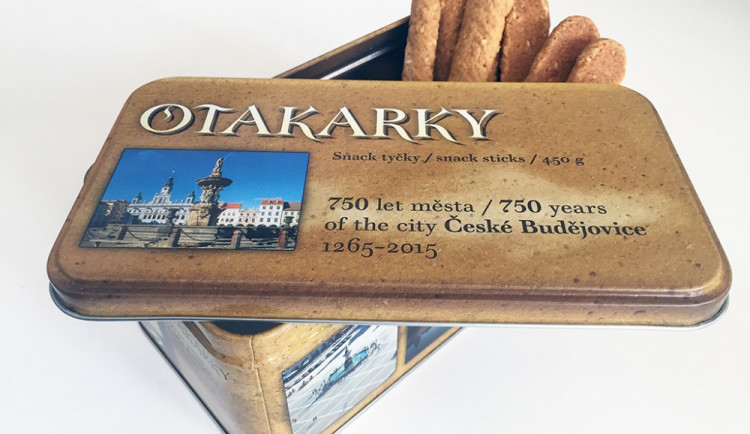 OTAKARKY
Snack tyčky / snack sticks / 450 g
750 let města / 750 years
of the city České Budějovice
1265–2015